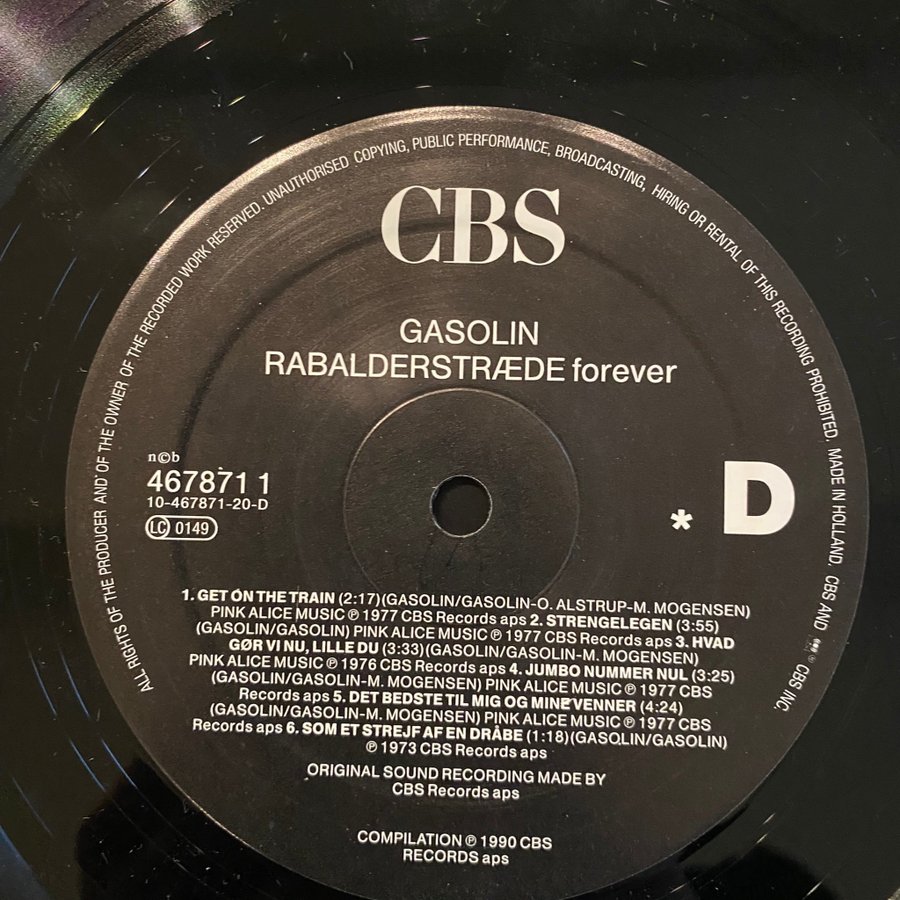 ALL RIGHTS OF THE PRODUCER AND OF THE OWNER OF THE RECORDED WORK RESERVED. UNAUTHORISED COPYING, PUBLIC PERFORMANCE, BROADCASTING, HIRING OR RENTAL OF THIS RECORDING PROHIBITED. MADE IN HOLLAND. CBS AND CBS INC.
CBS
GASOLIN
RABALDERSTRÆDE forever
n©b
467871 1
10-467871-20-D
LC 0149
* D
1. GET ON THE TRAIN (2:17)(GASOLIN/GASOLIN-O. ALSTRUP-M. MOGENSEN)
PINK ALICE MUSIC ℗ 1977 CBS Records aps 2. STRENGELEGEN (3:55)
(GASOLIN/GASOLIN) PINK ALICE MUSIC ℗ 1977 CBS Records aps 3. HVAD
GØR VI NU, LILLE DU (3:33)(GASOLIN/GASOLIN-M. MOGENSEN)
PINK ALICE MUSIC ℗ 1976 CBS Records aps 4. JUMBO NUMMER NUL (3:25)
(GASOLIN/GASOLIN-M. MOGENSEN) PINK ALICE MUSIC ℗ 1977 CBS
Records aps 5. DET BEDSTE TIL MIG OG MINE VENNER (4:24)
(GASOLIN/GASOLIN-M. MOGENSEN) PINK ALICE MUSIC ℗ 1977 CBS
Records aps 6. SOM ET STREJF AF EN DRÅBE (1:18)(GASOLIN/GASOLIN)
℗ 1973 CBS Records aps
ORIGINAL SOUND RECORDING MADE BY
CBS Records aps
COMPILATION ℗ 1990 CBS
RECORDS aps